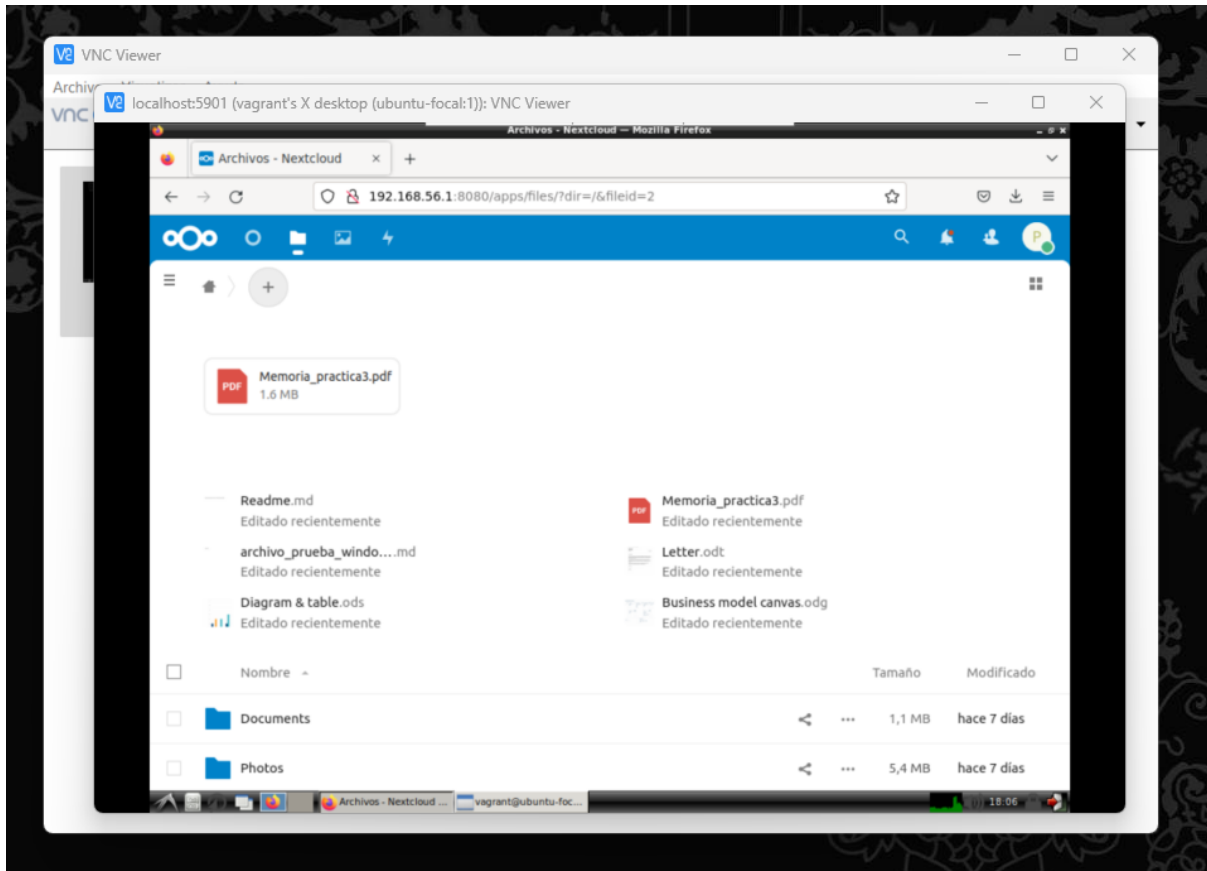 VNC Viewer
localhost:5901 (vagrant's X desktop (ubuntu-focal:1)): VNC Viewer
Archivos - Nextcloud — Mozilla Firefox
Archivos - Nextcloud
192.168.56.1:8080/apps/files/?dir=/&fileid=2
P
PDF
Memoria_practica3.pdf
1.6 MB
Readme.md
Editado recientemente
PDF
Memoria_practica3.pdf
Editado recientemente
archivo_prueba_windo....md
Editado recientemente
Letter.odt
Editado recientemente
Diagram & table.ods
Editado recientemente
Business model canvas.odg
Editado recientemente
Nombre
Tamaño
Modificado
Documents
1,1 MB
hace 7 días
Photos
5,4 MB
hace 7 días
Archivos - Nextcloud ...
vagrant@ubuntu-foc...
18:06